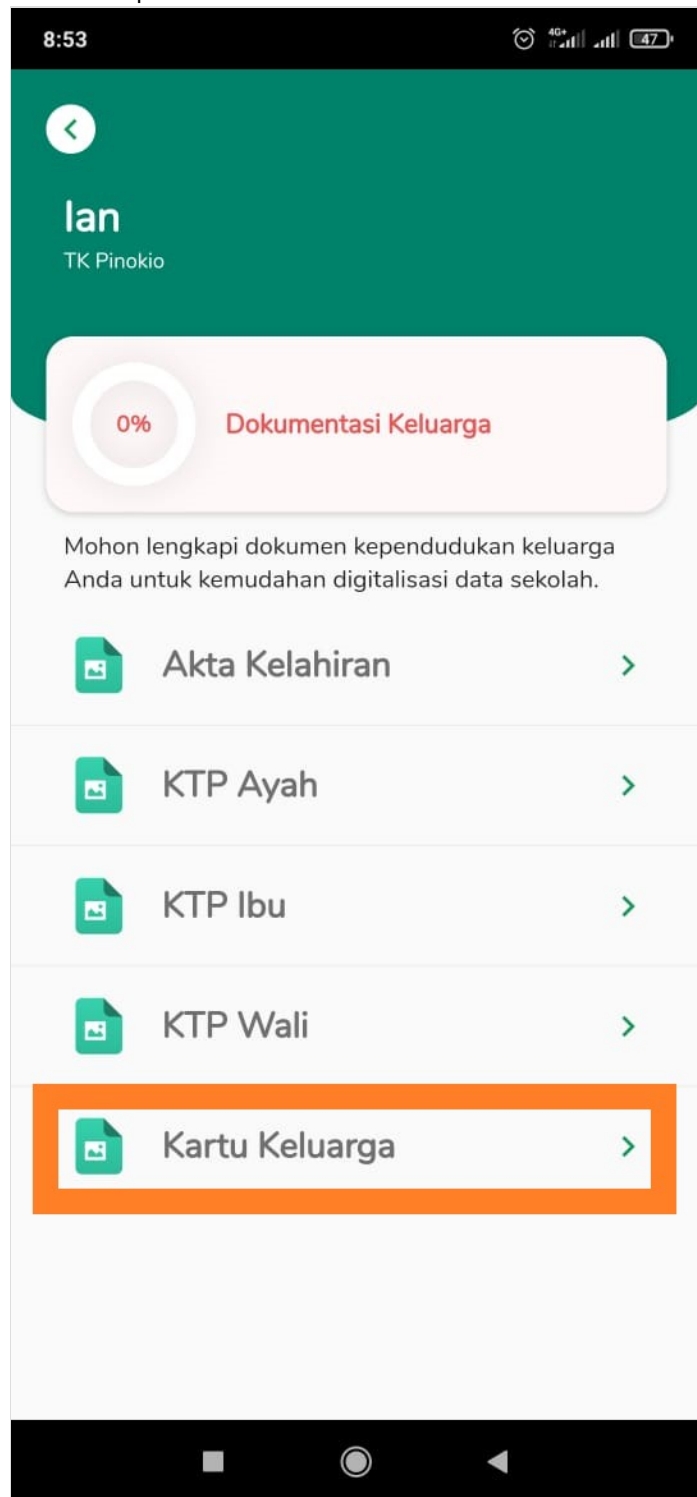 8:53
4G+
47
Ian
TK Pinokio
0%
Dokumentasi Keluarga
Mohon lengkapi dokumen kependudukan keluarga
Anda untuk kemudahan digitalisasi data sekolah.
Akta Kelahiran
KTP Ayah
KTP Ibu
KTP Wali
Kartu Keluarga